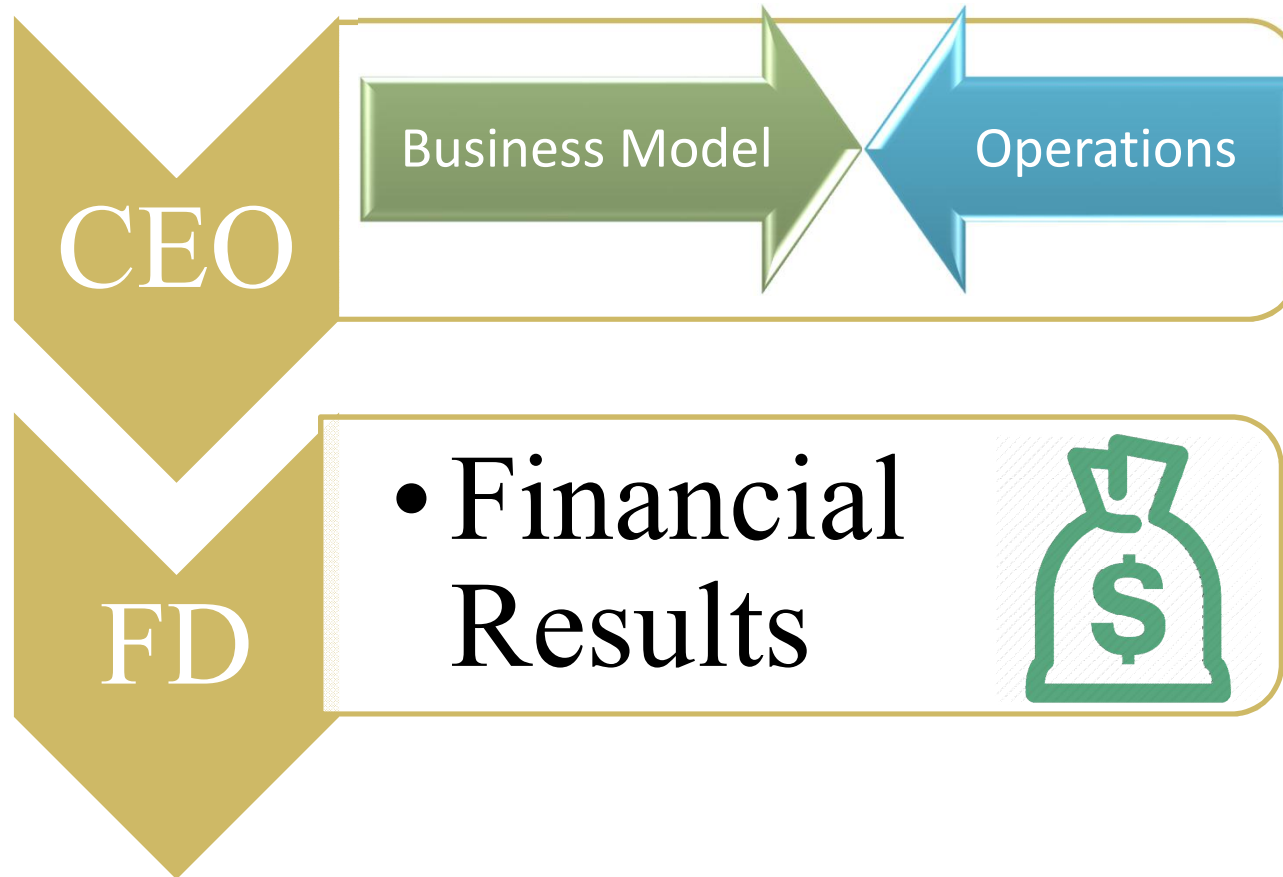 CEO
Business Model
Operations
FD
• Financial
Results
$